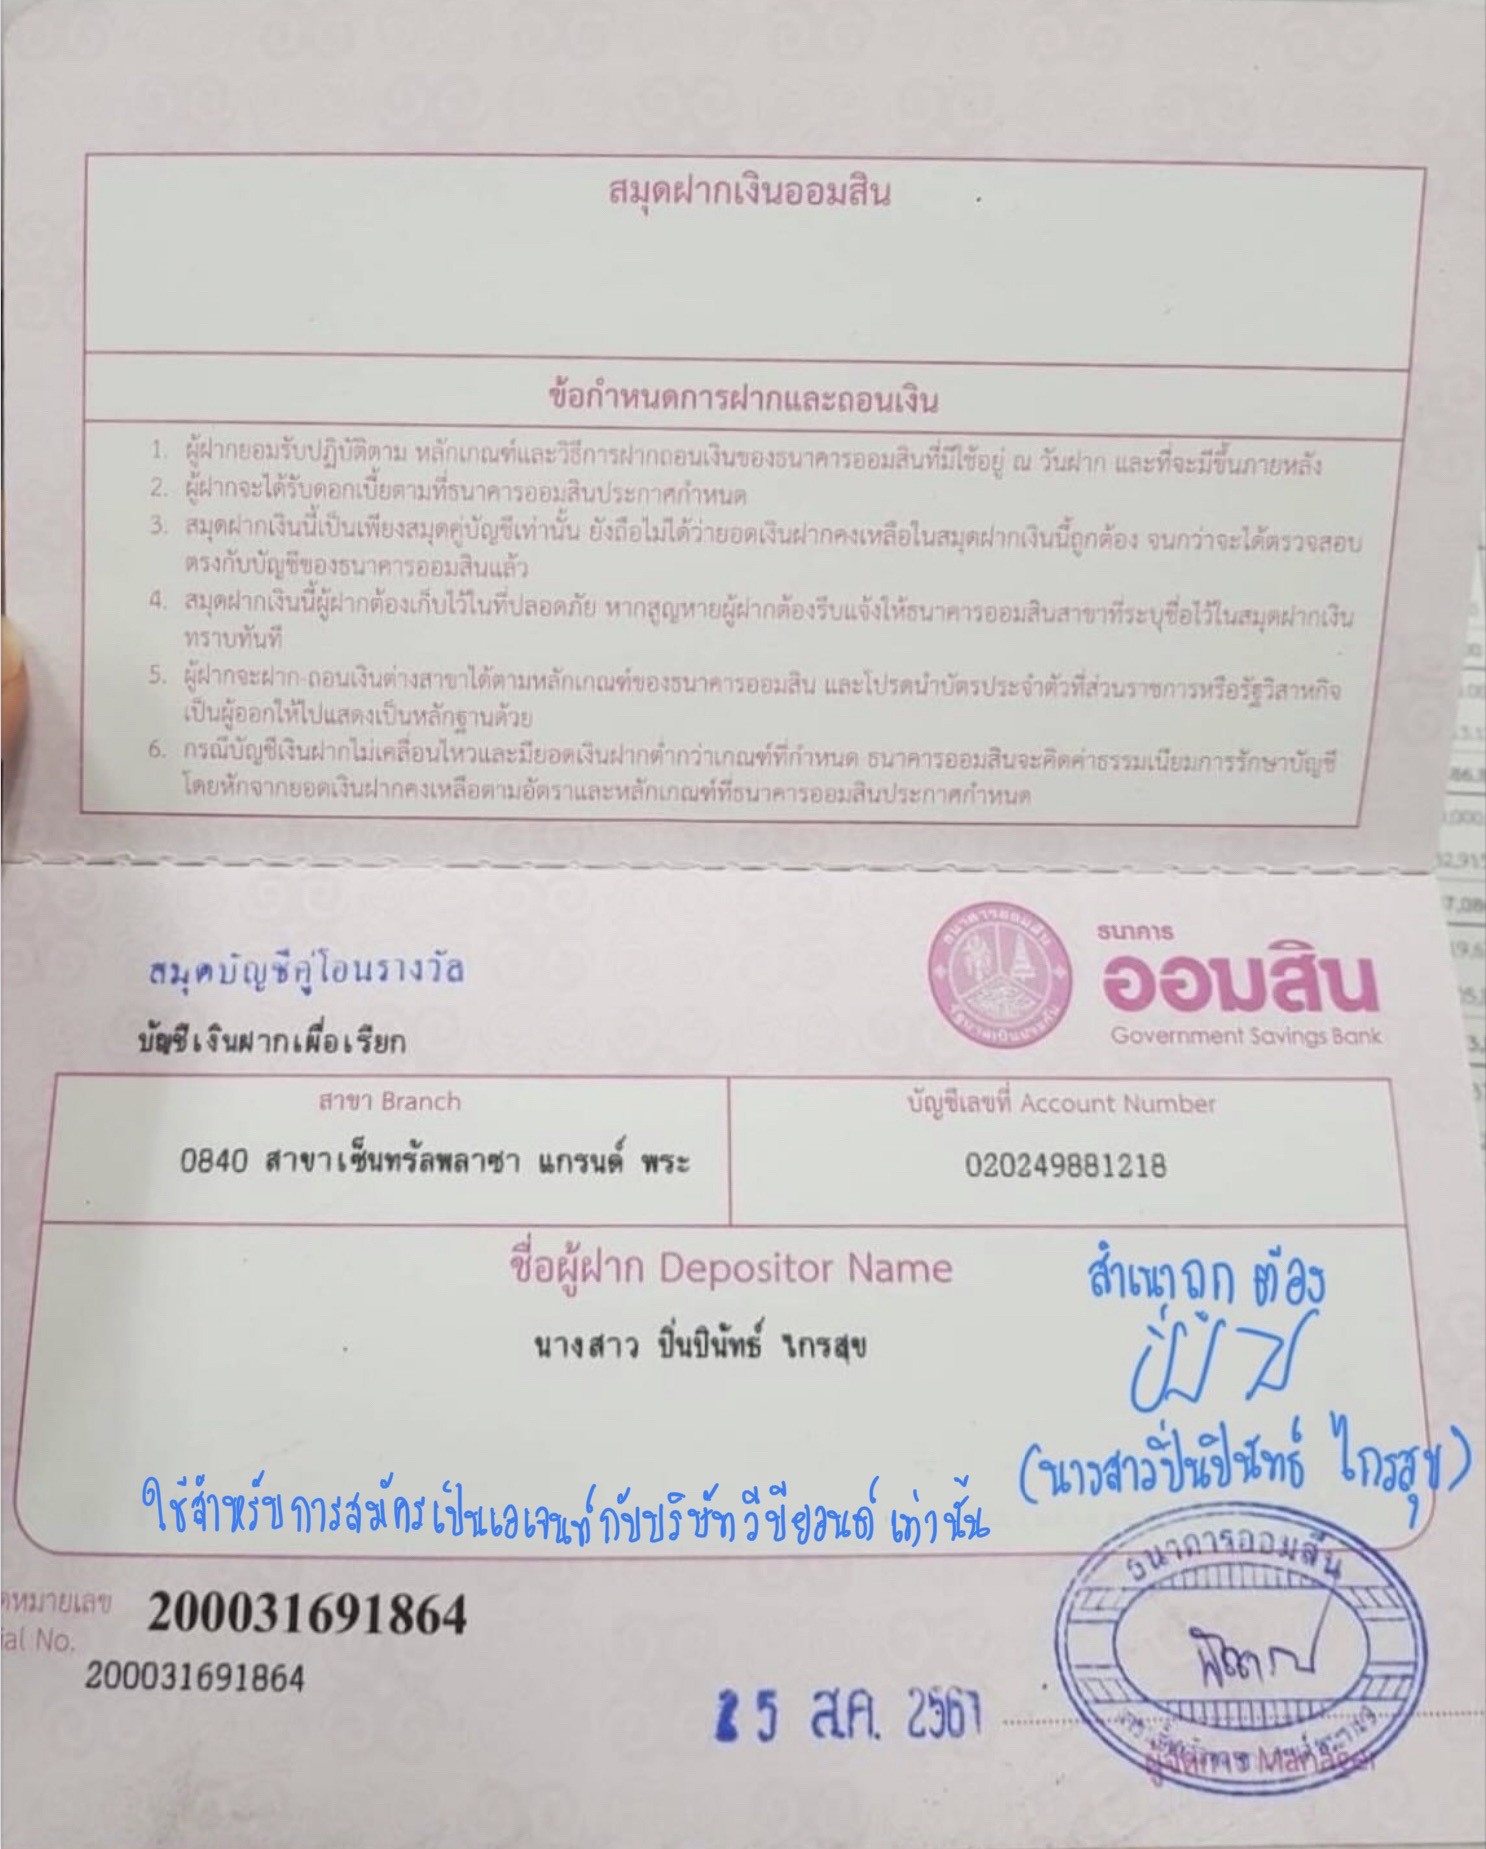 สมุดฝากเงินออมสิน
ข้อกำหนดการฝากและถอนเงิน
1. ผู้ฝากยอมรับปฏิบัติตาม หลักเกณฑ์และวิธีการฝากถอนเงินของธนาคารออมสินที่มีใช้อยู่ ณ วันฝาก และที่จะมีขึ้นภายหลัง
2. ผู้ฝากจะได้รับดอกเบี้ยตามที่ธนาคารออมสินประกาศกำหนด
3. สมุดฝากเงินนี้เป็นเพียงสมุดคู่บัญชีเท่านั้น ยังถือไม่ได้ว่ายอดเงินฝากคงเหลือในสมุดฝากเงินนี้ถูกต้อง จนกว่าจะได้ตรวจสอบ
ตรงกับบัญชีของธนาคารออมสินแล้ว
4. สมุดฝากเงินนี้ผู้ฝากต้องเก็บไว้ในที่ปลอดภัย หากสูญหายผู้ฝากต้องรีบแจ้งให้ธนาคารออมสินสาขาที่ระบุชื่อไว้ในสมุดฝากเงิน
ทราบทันที
5. ผู้ฝากจะฝาก-ถอนเงินต่างสาขาได้ตามหลักเกณฑ์ของธนาคารออมสิน และโปรดนำบัตรประจำตัวที่ส่วนราชการหรือรัฐวิสาหกิจ
เป็นผู้ออกให้ไปแสดงเป็นหลักฐานด้วย
6. กรณีบัญชีเงินฝากไม่เคลื่อนไหวและมียอดเงินฝากต่ำกว่าเกณฑ์ที่กำหนด ธนาคารออมสินจะคิดค่าธรรมเนียมการรักษาบัญชี
โดยหักจากยอดเงินฝากคงเหลือตามอัตราและหลักเกณฑ์ที่ธนาคารออมสินประกาศกำหนด
ธนาคาร
ออมสิน
Government Savings Bank
สมุดบัญชีคู่โอนรางวัล
บัญชีเงินฝากเผื่อเรียก
สาขา Branch
บัญชีเลขที่ Account Number
0840 สาขาเซ็นทรัลพลาซา แกรนด์ พระ
020249881218
ชื่อผู้ฝาก Depositor Name
นางสาว ปิ่นปินัทธ์ ไกรสุข
สำเนาถูกต้อง
(นางสาวปิ่นปินัทธ์ ไกรสุข)
ใช้สำหรับการสมัครเป็นเอเจนท์กับบริษัทวีบียอนด์ เท่านั้น
ธนาคารออมสิน
หมายเลข 200031691864
ial No.
200031691864
25 ส.ค. 2567
ผู้จัดการ Manager